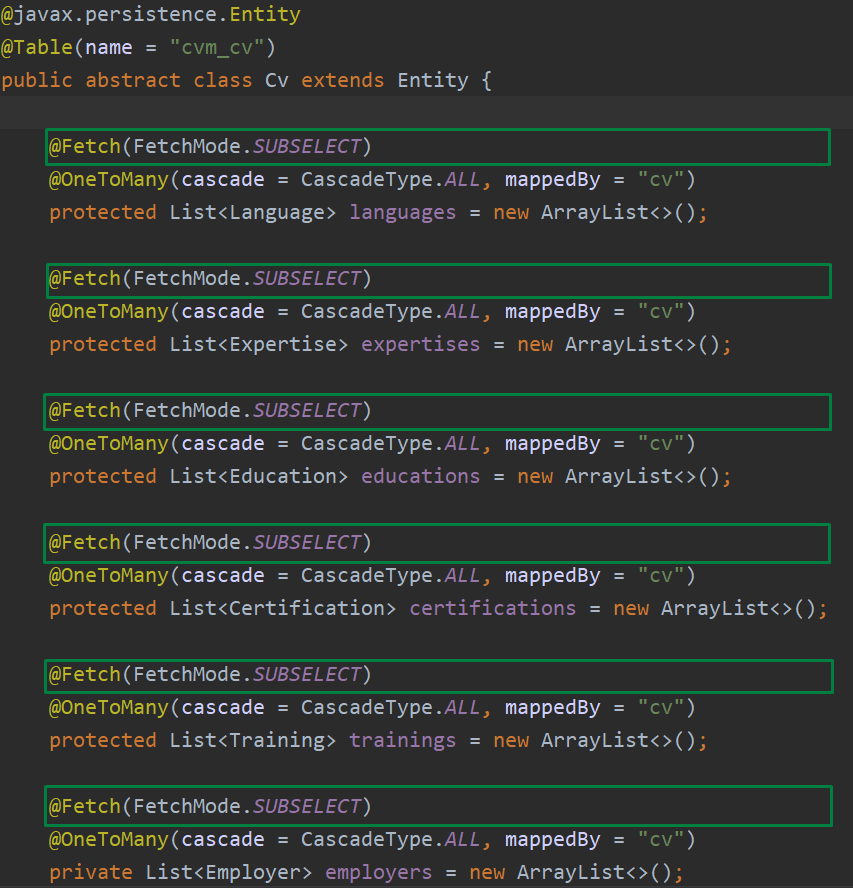 @javax.persistence.Entity
@Table(name = "cvm_cv")
public abstract class Cv extends Entity {
@Fetch(FetchMode.SUBSELECT)
@OneToMany(cascade = CascadeType.ALL, mappedBy = "cv")
protected List<Language> languages = new ArrayList<>();
@Fetch(FetchMode.SUBSELECT)
@OneToMany(cascade = CascadeType.ALL, mappedBy = "cv")
protected List<Expertise> expertises = new ArrayList<>();
@Fetch(FetchMode.SUBSELECT)
@OneToMany(cascade = CascadeType.ALL, mappedBy = "cv")
protected List<Education> educations = new ArrayList<>();
@Fetch(FetchMode.SUBSELECT)
@OneToMany(cascade = CascadeType.ALL, mappedBy = "cv")
protected List<Certification> certifications = new ArrayList<>();
@Fetch(FetchMode.SUBSELECT)
@OneToMany(cascade = CascadeType.ALL, mappedBy = "cv")
protected List<Training> trainings = new ArrayList<>();
@Fetch(FetchMode.SUBSELECT)
@OneToMany(cascade = CascadeType.ALL, mappedBy = "cv")
private List<Employer> employers = new ArrayList<>();